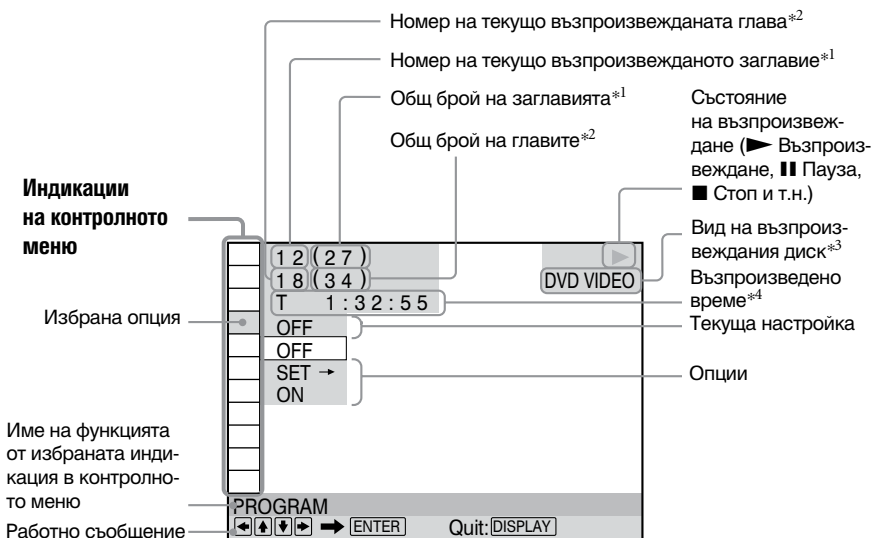 Номер на текущо възпроизвежданата глава*2
Номер на текущо възпроизвежданото заглавие*1
Общ брой на заглавията*1
Общ брой на главите*2
Състояние
на възпроизвеж-
дане (▶ Възпроиз-
веждане, ❚❚ Пауза,
■ Стоп и т.н.)
Вид на възпроиз-
веждания диск*3
Възпроизведено
време*4
Текуща настройка
Опции
Индикации
на контролното
меню
Избрана опция
Име на функцията
от избраната инди-
кация в контролно-
то меню
Работно съобщение
12(27)
18(34)
T 1:32:55
OFF
OFF
SET →
ON
▶
DVD VIDEO
PROGRAM
←↑↓→ ➡ ENTER Quit: DISPLAY